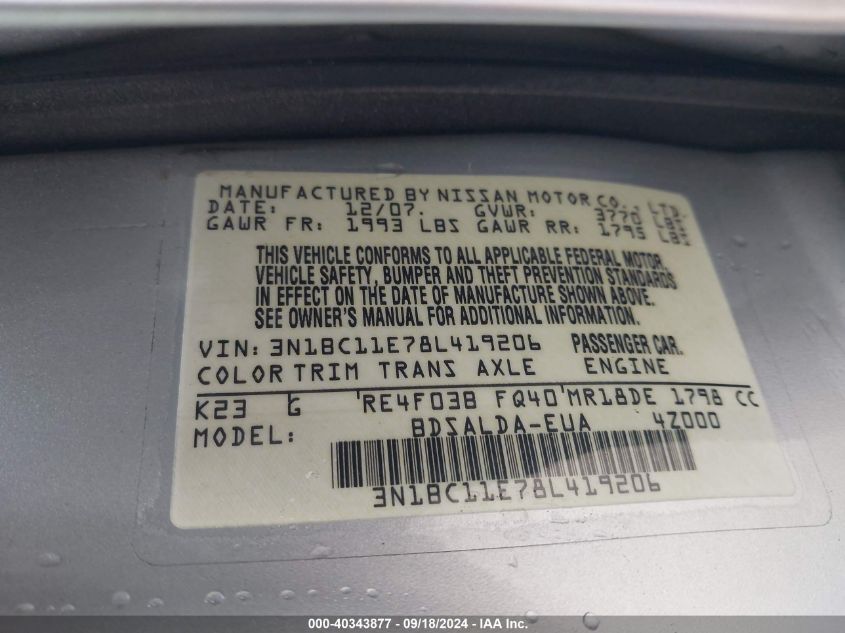 MANUFACTURED BY NISSAN MOTOR CO., LTD.
DATE: 12/07. GVWR: 3770 LBS
GAWR FR: 1993 LBS GAWR RR: 1795 LBS
THIS VEHICLE CONFORMS TO ALL APPLICABLE FEDERAL MOTOR
VEHICLE SAFETY, BUMPER AND THEFT PREVENTION STANDARDS
IN EFFECT ON THE DATE OF MANUFACTURE SHOWN ABOVE.
SEE OWNER'S MANUAL FOR ADDITIONAL INFORMATION.
VIN: 3N1BC11E78L419206 PASSENGER CAR.
COLOR TRIM TRANS AXLE ENGINE
K23 G RE4F03B FQ40 MR18DE 1798 CC
MODEL: BDSALDA-EUA 4Z000
3N1BC11E78L419206
000-40343877 - 09/18/2024 - IAA Inc.